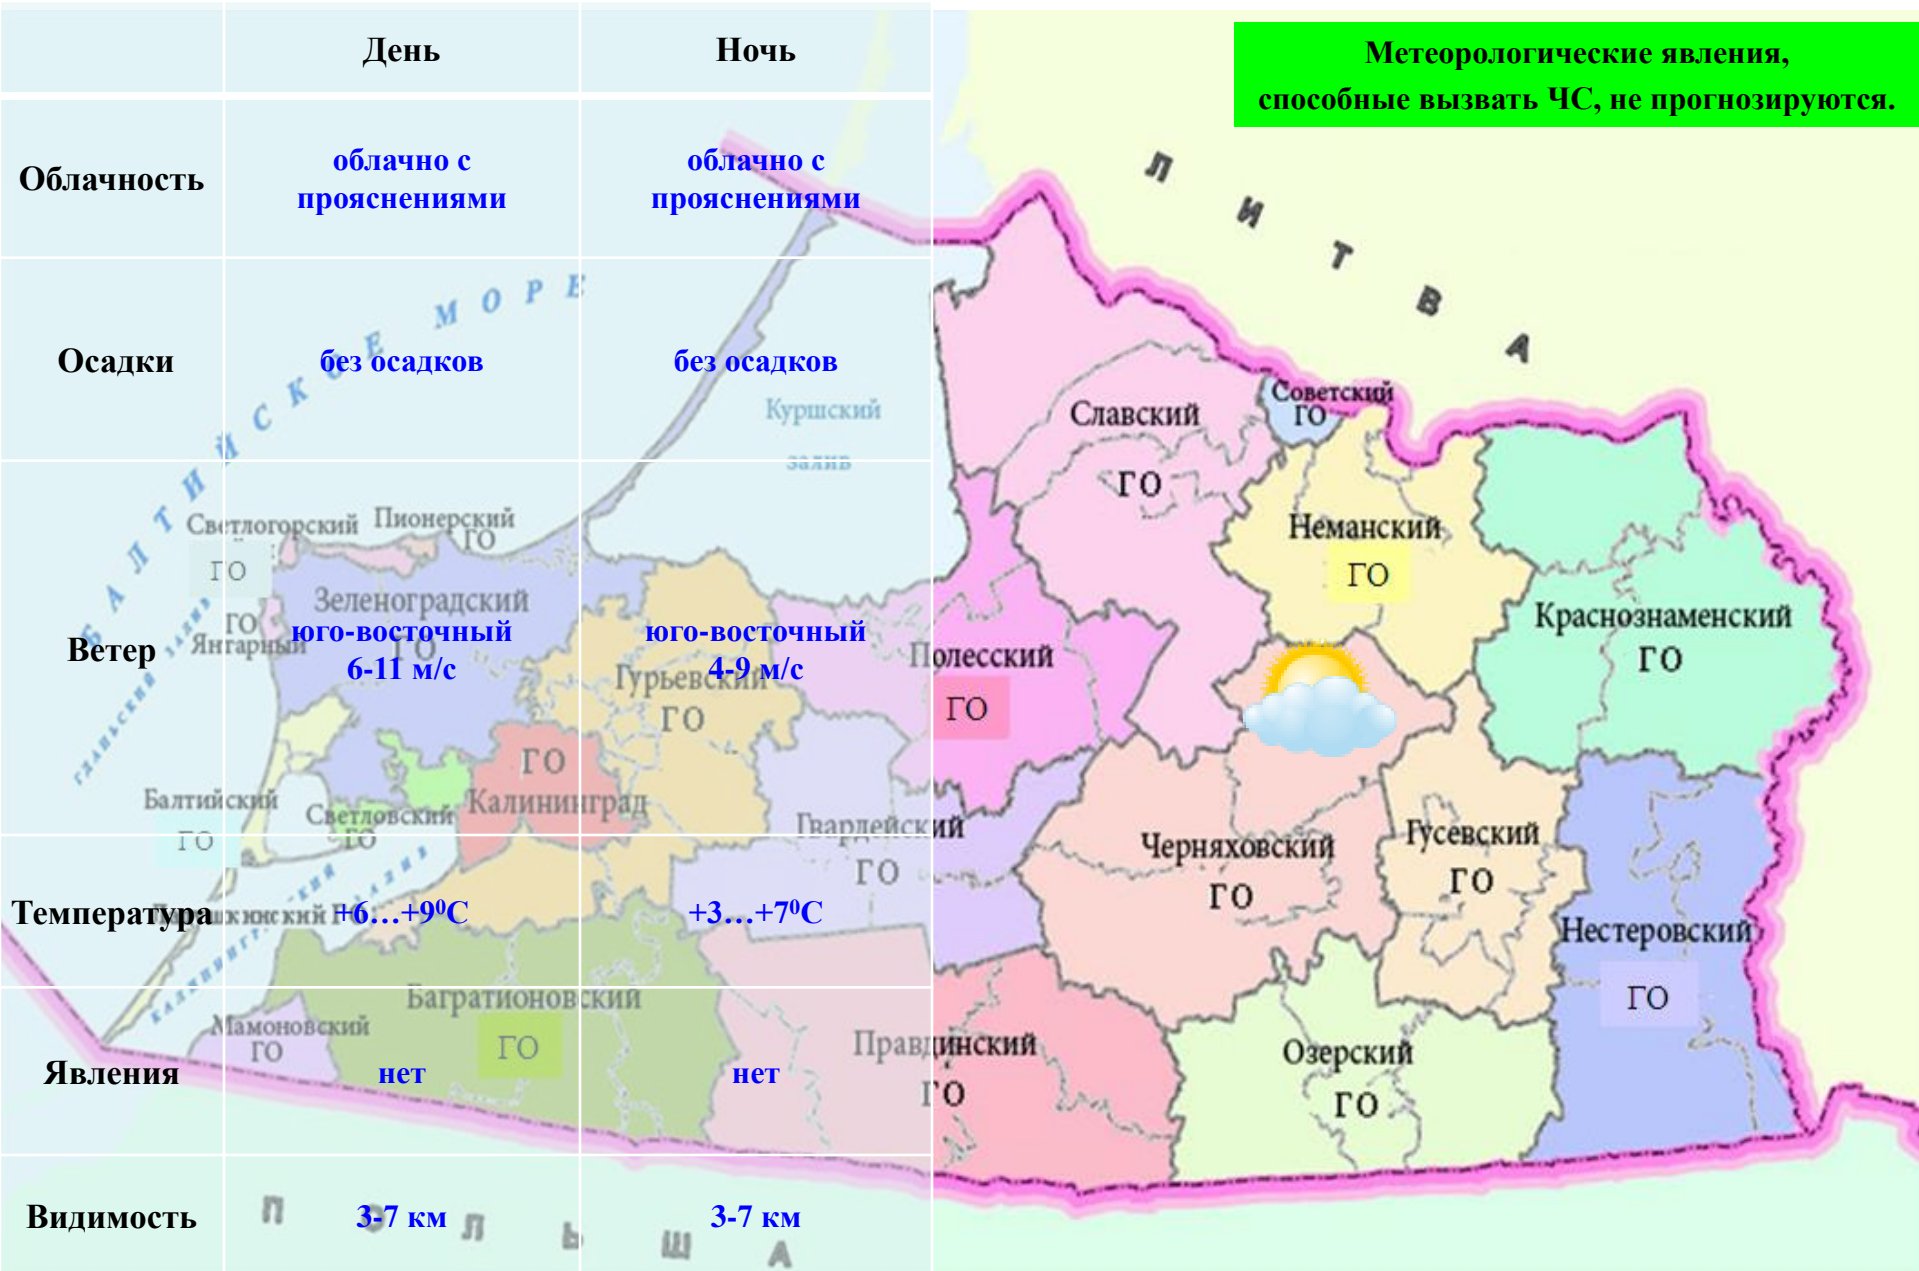 День
Ночь
Облачность
облачно с
прояснениями
облачно с
прояснениями
Осадки
без осадков
без осадков
Ветер
юго-восточный
6-11 м/с
юго-восточный
4-9 м/с
Температура
+6…+9⁰С
+3…+7⁰С
Явления
нет
нет
Видимость
3-7 км
3-7 км
Метеорологические явления,
способные вызвать ЧС, не прогнозируются.
ЛИТВА
БАЛТИЙСКОЕ МОРЕ
Куршский
залив
Светлогорский
ГО
Пионерский
ГО
Зеленоградский
ГО
ГО
Янтарный
Гурьевский
ГО
ГО
Калининград
Балтийский
ГО
Светловский
ГО
ГДАНЬСКИЙ ЗАЛИВ
Гвардейский
ГО
Полесский
ГО
Славский
ГО
Советский
ГО
Неманский
ГО
Краснознаменский
ГО
Черняховский
ГО
Гусевский
ГО
Нестеровский
ГО
Озерский
ГО
Правдинский
ГО
Багратионовский
ГО
Мамоновский
ГО
ПОЛЬША